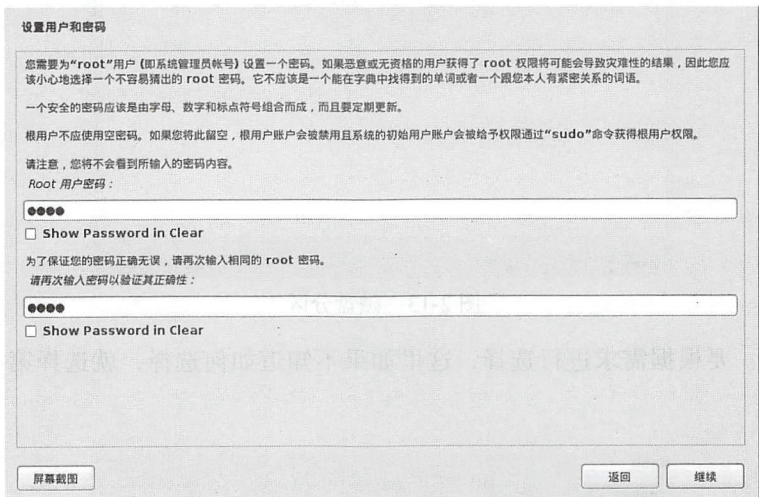 设置用户和密码
您需要为“root”用户 (即系统管理员帐号) 设置一个密码。如果恶意或无资格的用户获得了 root 权限将可能会导致灾难性的结果，因此您应
该小心地选择一个不容易猜出的 root 密码。它不应该是一个能在字典中找得到的单词或者一个跟您本人有紧密关系的词语。
一个安全的密码应该是由字母、数字和标点符号组合而成，而且要定期更新。
根用户不应使用空密码。如果您将此留空，根用户账户会被禁用且系统的初始用户账户会被给予权限通过“sudo”命令获得根用户权限。
请注意，您将不会看到所输入的密码内容。
Root 用户密码：
Show Password in Clear
为了保证您的密码正确无误，请再次输入相同的 root 密码。
请再次输入密码以验证其正确性：
Show Password in Clear
屏幕截图
返回
继续